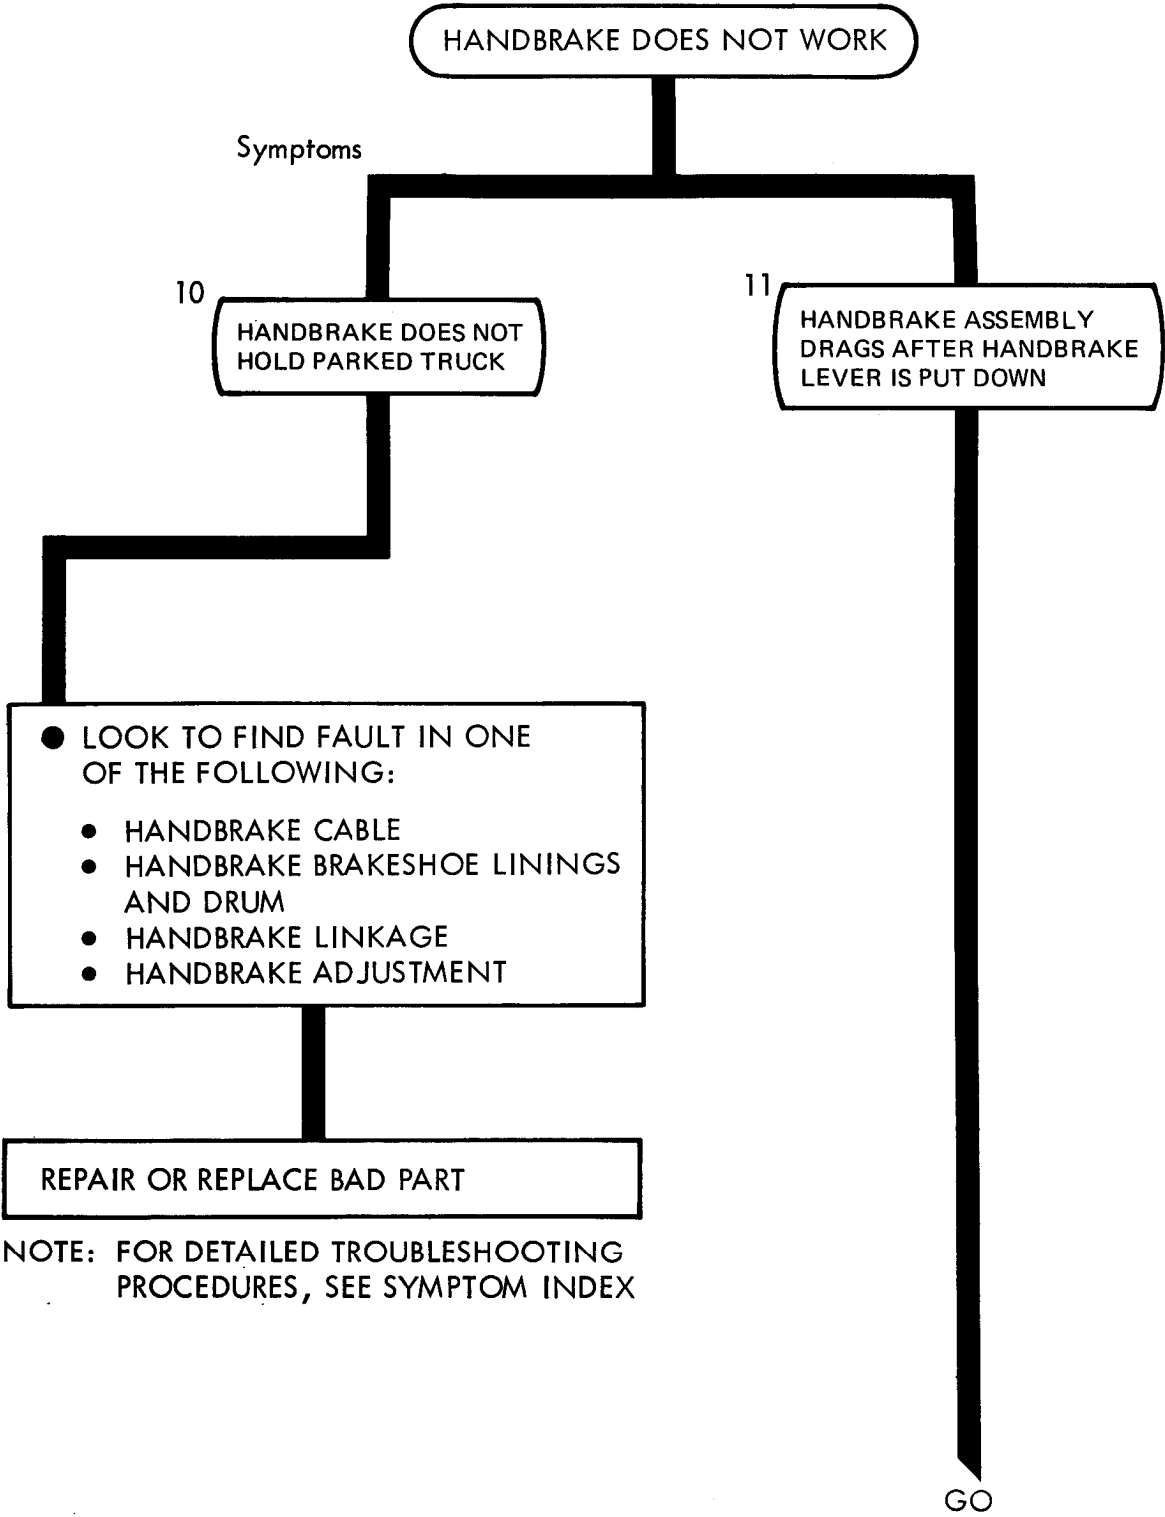 HANDBRAKE DOES NOT WORK
Symptoms
10
HANDBRAKE DOES NOT
HOLD PARKED TRUCK
11
HANDBRAKE ASSEMBLY
DRAGS AFTER HANDBRAKE
LEVER IS PUT DOWN
● LOOK TO FIND FAULT IN ONE
OF THE FOLLOWING:
● HANDBRAKE CABLE
● HANDBRAKE BRAKESHOE LININGS
AND DRUM
● HANDBRAKE LINKAGE
● HANDBRAKE ADJUSTMENT
REPAIR OR REPLACE BAD PART
NOTE: FOR DETAILED TROUBLESHOOTING
PROCEDURES, SEE SYMPTOM INDEX
GO